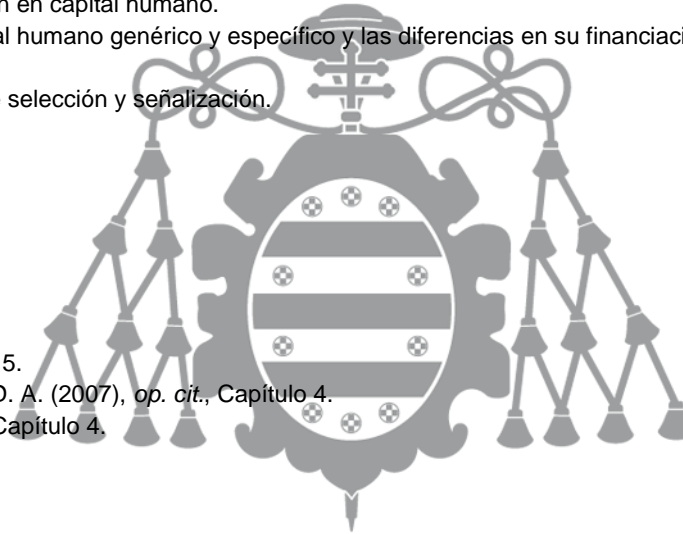 n en capital humano.
al humano genérico y específico y las diferencias en su financiaci
e selección y señalización.
5.
D. A. (2007), op. cit., Capítulo 4.
Capítulo 4.